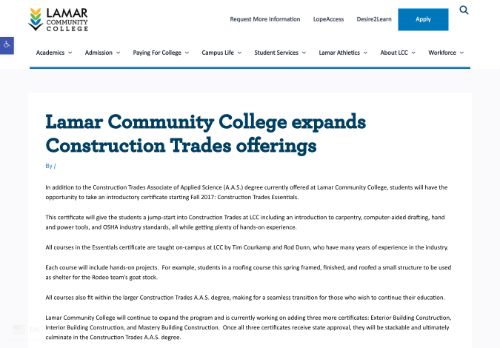 LAMAR
COMMUNITY
COLLEGE
Request More Information LopeAccess Desire2Learn Apply
Academics Admission Paying For College Campus Life Student Services Lamar Athletics About LCC Workforce
Lamar Community College expands
Construction Trades offerings
By /
In addition to the Construction Trades Associate of Applied Science (A.A.S.) degree currently offered at Lamar Community College, students will have the
opportunity to take an introductory certificate starting Fall 2017: Construction Trades Essentials.
This certificate will give the students a jump-start into Construction Trades at LCC including an introduction to carpentry, computer-aided drafting, hand
and power tools, and OSHA industry standards, all while getting plenty of hands-on experience.
All courses in the Essentials certificate are taught on-campus at LCC by Tim Courkamp and Rod Dunn, who have many years of experience in the industry.
Each course will include hands-on projects. For example, students in a roofing course this spring framed, finished, and roofed a small structure to be used
as shelter for the Rodeo team's goat stock.
All courses also fit within the larger Construction Trades A.A.S. degree, making for a seamless transition for those who wish to continue their education.
Lamar Community College will continue to expand the program and is currently working on adding three more certificates: Exterior Building Construction,
Interior Building Construction, and Mastery Building Construction. Once all three certificates receive state approval, they will be stackable and ultimately
culminate in the Construction Trades A.A.S. degree.